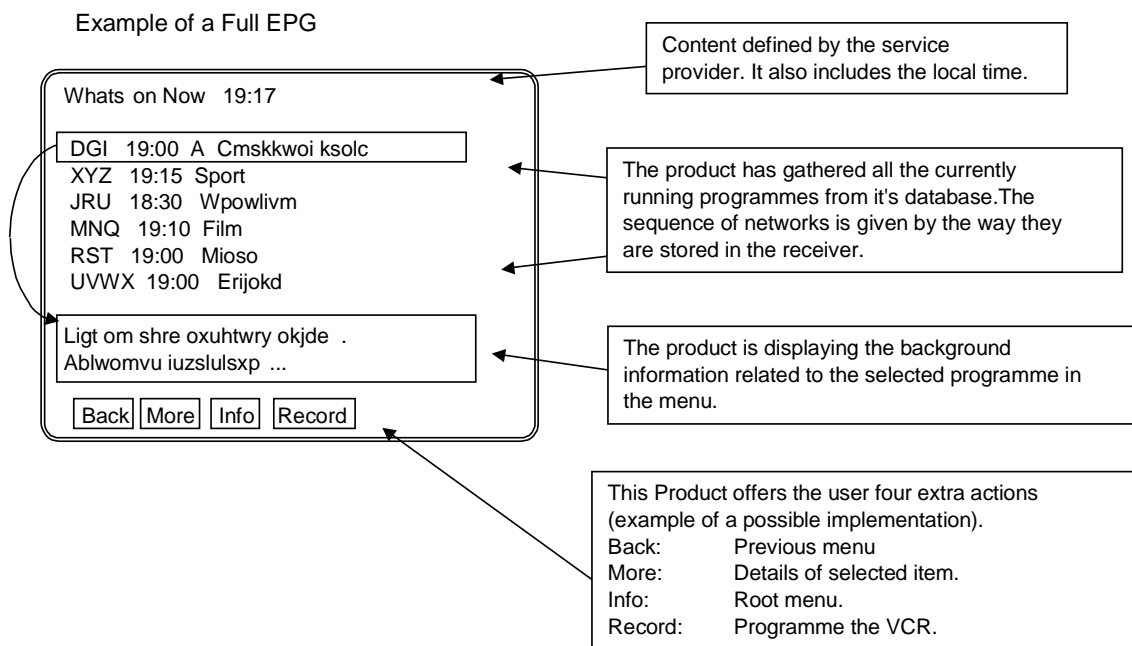 Example of a Full EPG
Content defined by the service
provider. It also includes the local time.
Whats on Now 19:17
DGI 19:00 A Cmskkwoi ksolc
XYZ 19:15 Sport
JRU 18:30 Wpowlivm
MNQ 19:10 Film
RST 19:00 Mioso
UVWX 19:00 Erijokd
The product has gathered all the currently
running programmes from it's database.The
sequence of networks is given by the way they
are stored in the receiver.
Ligt om shre oxuhtwry okjde .
Ablwomvu iuzslulsxp ...
The product is displaying the background
information related to the selected programme in
the menu.
Back More Info Record
This Product offers the user four extra actions
(example of a possible implementation).
Back: Previous menu
More: Details of selected item.
Info: Root menu.
Record: Programme the VCR.